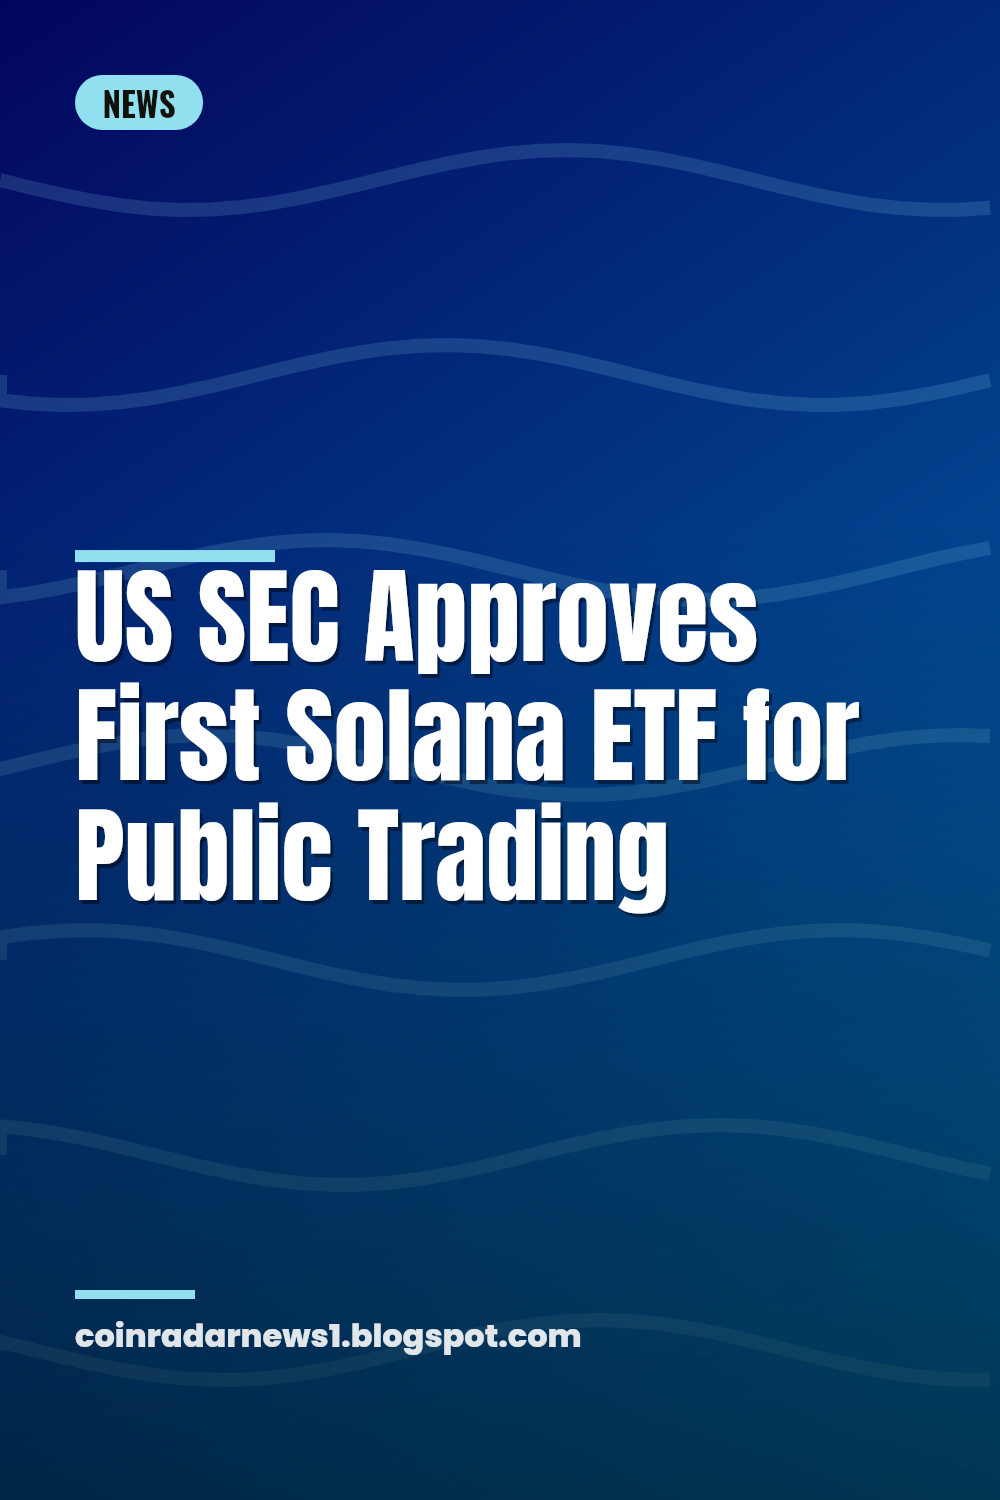 NEWS
US SEC Approves
First Solana ETF for
Public Trading
coinradarnews1.blogspot.com